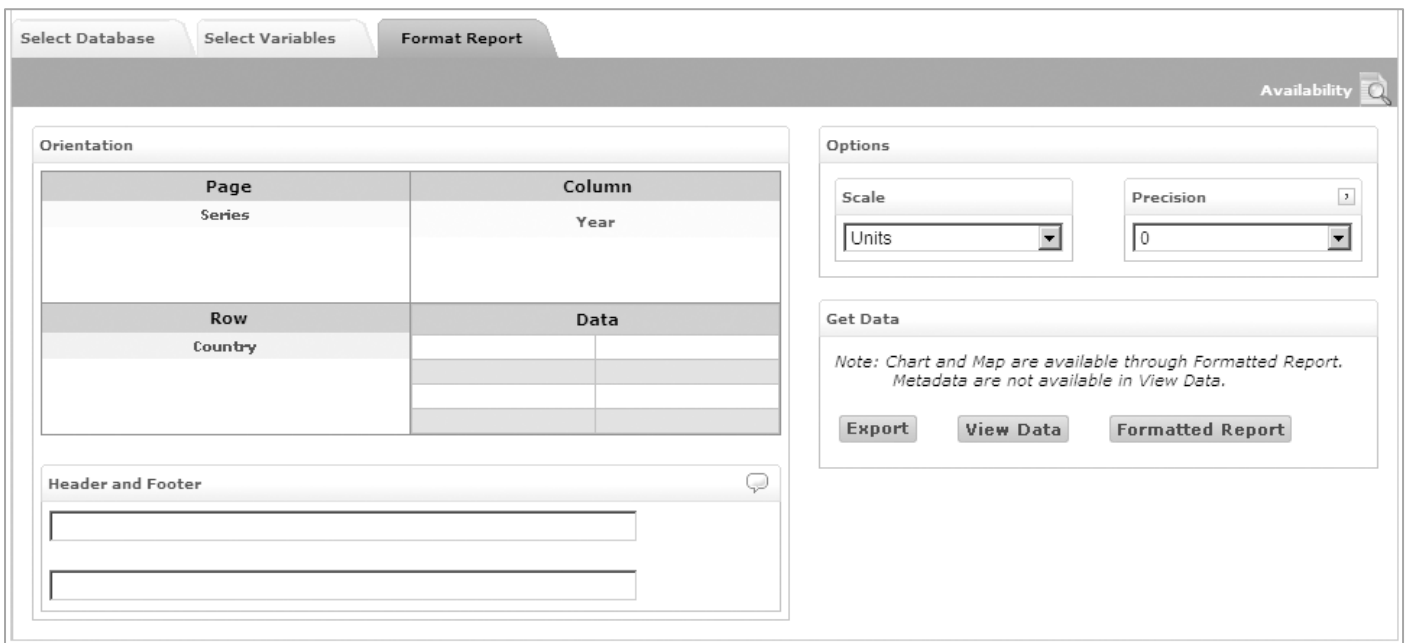 Select Database
Select Variables
Format Report
Availability
Orientation
Page
Column
Series
Year
Row
Data
Country
Header and Footer
Options
Scale
Precision
,
Units
0
Get Data
Note: Chart and Map are available through Formatted Report.
Metadata are not available in View Data.
Export
View Data
Formatted Report